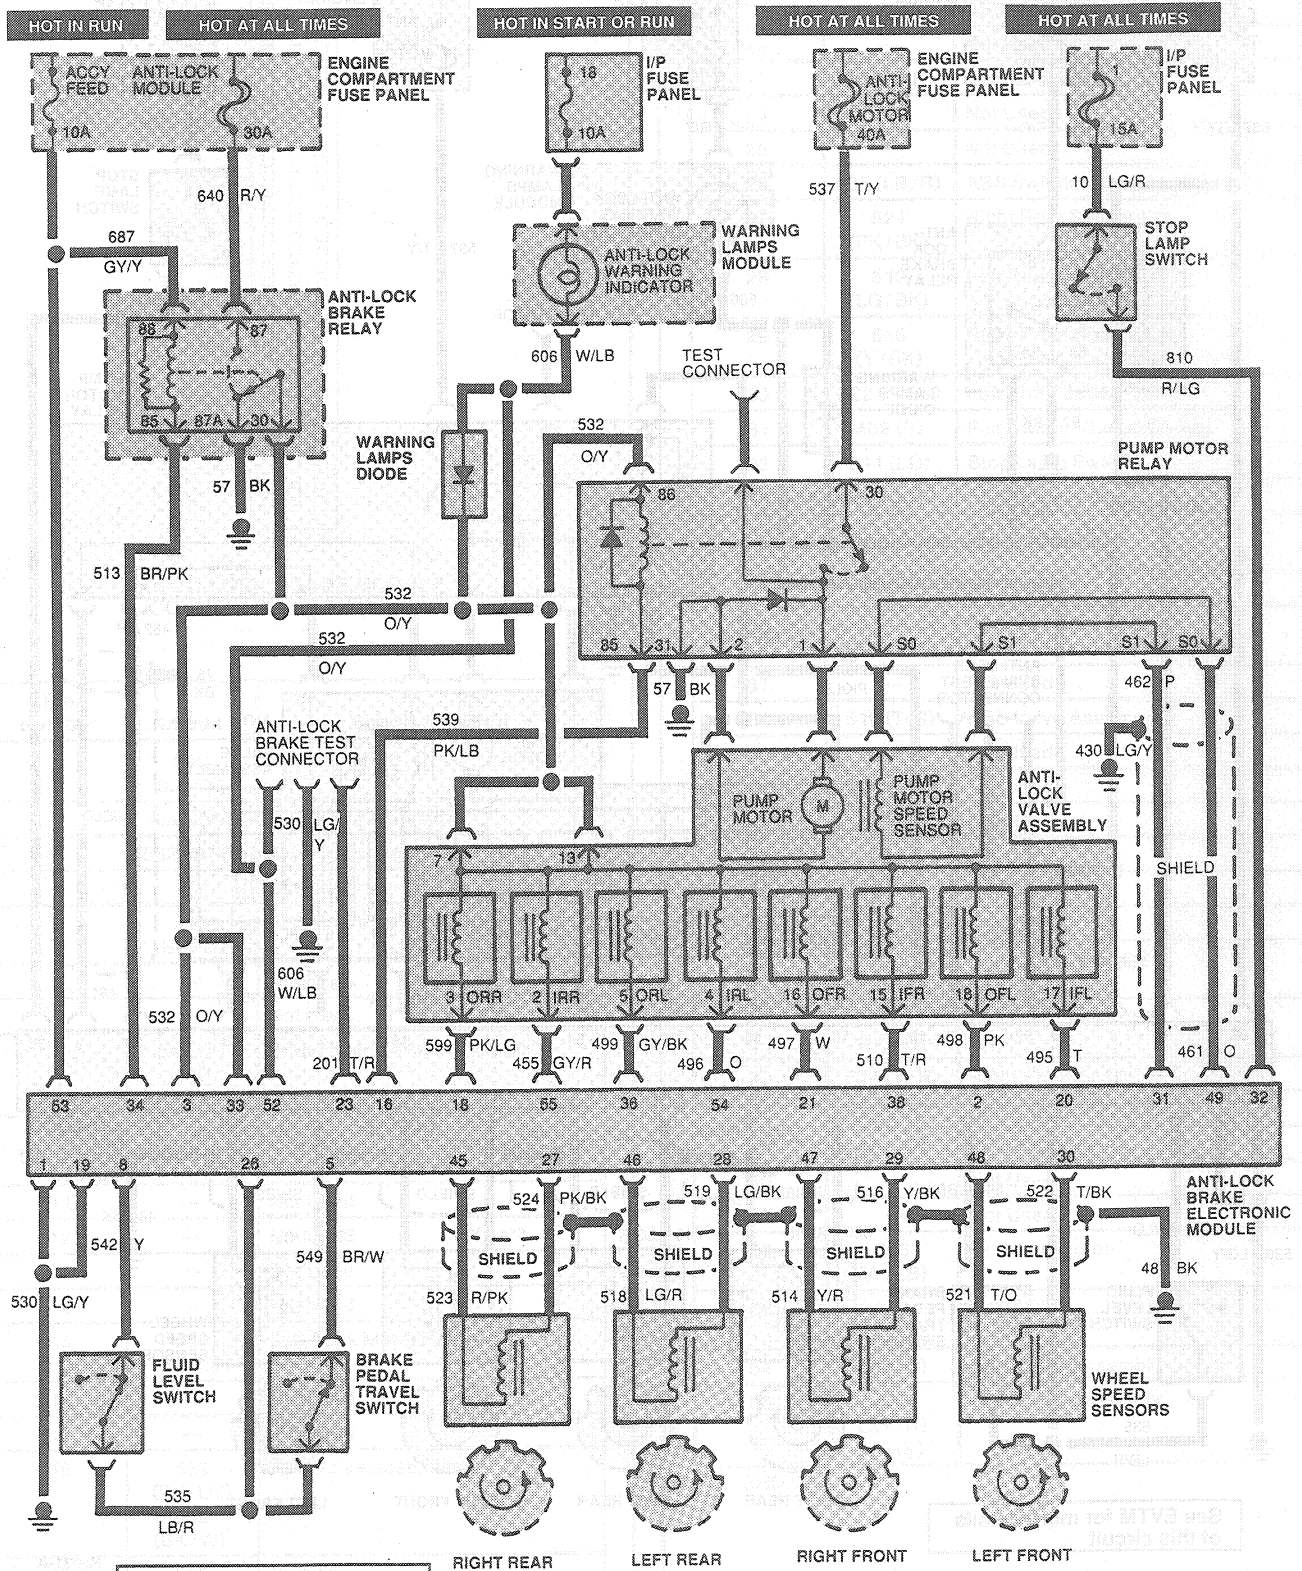 HOT IN RUN
HOT AT ALL TIMES
HOT IN START OR RUN
HOT AT ALL TIMES
HOT AT ALL TIMES
ACCY
FEED
10A
ANTI-LOCK
MODULE
30A
ENGINE
COMPARTMENT
FUSE PANEL
18
10A
I/P
FUSE
PANEL
ANTI-
LOCK
MOTOR
40A
ENGINE
COMPARTMENT
FUSE PANEL
1
15A
I/P
FUSE
PANEL
640 R/Y
537 T/Y
10 LG/R
687
GY/Y
WARNING
LAMPS
MODULE
ANTI-LOCK
WARNING
INDICATOR
STOP
LAMP
SWITCH
ANTI-LOCK
BRAKE
RELAY
88 87
85 87A 30
606 W/LB
TEST
CONNECTOR
810
R/LG
532
O/Y
WARNING
LAMPS
DIODE
PUMP MOTOR
RELAY
57 BK
86
30
513 BR/PK
532
O/Y
532
O/Y
85 31 2 1 S0 S1 S1 S0
57 BK
462 P
539
PK/LB
ANTI-LOCK
BRAKE TEST
CONNECTOR
430 LG/Y
PUMP
MOTOR
M
PUMP
MOTOR
SPEED
SENSOR
ANTI-
LOCK
VALVE
ASSEMBLY
530 LG/
Y
7 13
SHIELD
606
W/LB
3 ORR 2 IRR 5 ORL 4 IRL 16 OFR 15 IFR 18 OFL 17 IFL
532 O/Y
201 T/R
599 PK/LG
455 GY/R
499 GY/BK
496 O
497 W
510 T/R
498 PK
495 T
461 O
53 34 3 33 52 23 16 18 55 36 54 21 38 2 20 31 49 32
1 19 8 26 5 45 27 46 28 47 29 48 30
ANTI-LOCK
BRAKE
ELECTRONIC
MODULE
524 PK/BK
519 LG/BK
516 Y/BK
522 T/BK
542 Y
549 BR/W
SHIELD
SHIELD
SHIELD
SHIELD
48 BK
530 LG/Y
523 R/PK
518 LG/R
514 Y/R
521 T/O
FLUID
LEVEL
SWITCH
BRAKE
PEDAL
TRAVEL
SWITCH
WHEEL
SPEED
SENSORS
535
LB/R
RIGHT REAR
LEFT REAR
RIGHT FRONT
LEFT FRONT